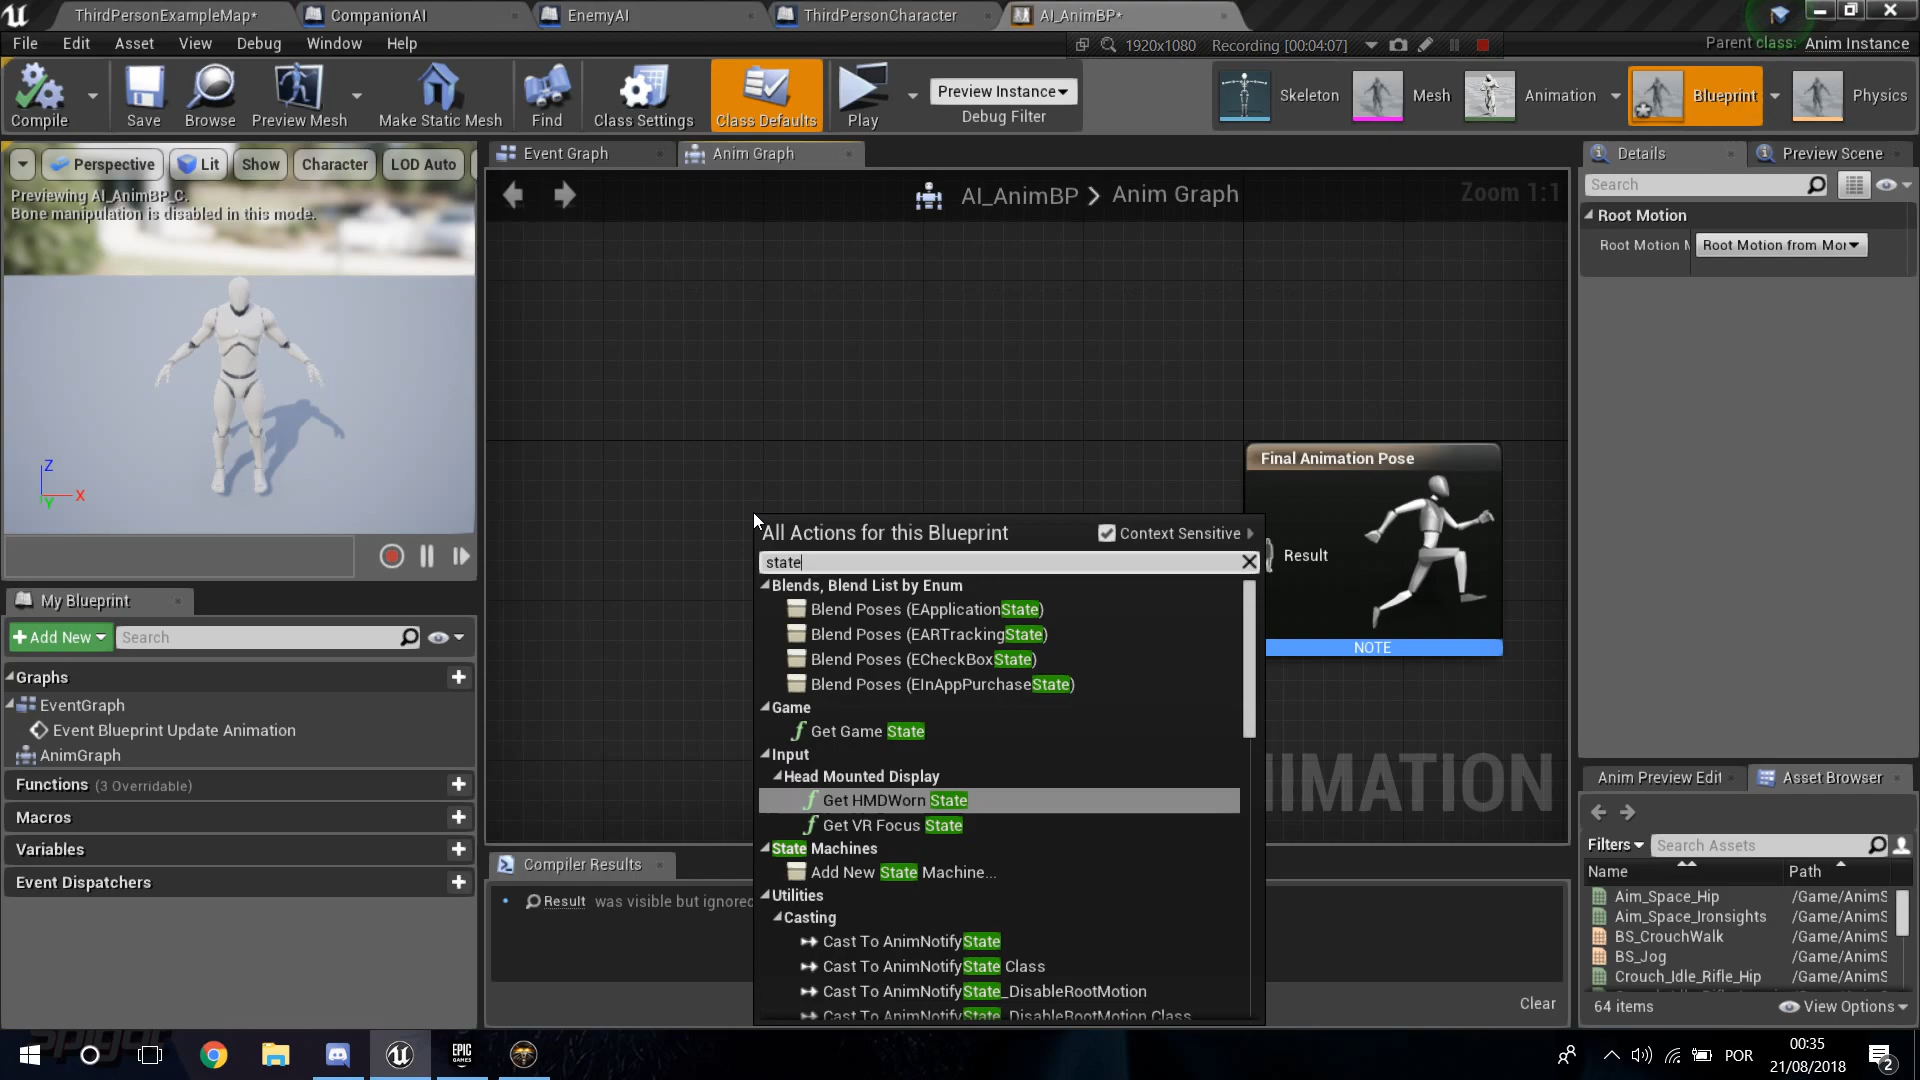 ThirdPersonExampleMap*
CompanionAI
EnemyAI
ThirdPersonCharacter
AI_AnimBP*
File Edit Asset View Debug Window Help
1920x1080 Recording [00:04:07]
Parent class: Anim Instance
Compile
Save
Browse
Preview Mesh
Make Static Mesh
Find
Class Settings
Class Defaults
Play
Preview Instance
Debug Filter
Skeleton
Mesh
Animation
Blueprint
Physics
Perspective
Lit
Show
Character
LOD Auto
Previewing AI_AnimBP_C.
Bone manipulation is disabled in this mode.
Z
X
Y
Event Graph
Anim Graph
AI_AnimBP > Anim Graph
Zoom 1:1
Final Animation Pose
Result
NOTE
All Actions for this Blueprint
Context Sensitive
state
Blends, Blend List by Enum
Blend Poses (EApplicationState)
Blend Poses (EARTrackingState)
Blend Poses (ECheckBoxState)
Blend Poses (EInAppPurchaseState)
Game
Get Game State
Input
Head Mounted Display
Get HMDWorn State
Get VR Focus State
State Machines
Add New State Machine...
Utilities
Casting
Cast To AnimNotifyState
Cast To AnimNotifyState Class
Cast To AnimNotifyState_DisableRootMotion
Cast To AnimNotifyState_DisableRootMotion Class
IMATION
My Blueprint
Add New
Search
Graphs
EventGraph
Event Blueprint Update Animation
AnimGraph
Functions (3 Overridable)
Macros
Variables
Event Dispatchers
Compiler Results
Result was visible but ignored
Clear
Details
Preview Scene
Search
Root Motion
Root Motion M
Root Motion from Mor
Anim Preview Edit
Asset Browser
Filters
Search Assets
Name Path
Aim_Space_Hip /Game/AnimS
Aim_Space_Ironsights /Game/AnimS
BS_CrouchWalk /Game/AnimS
BS_Jog /Game/AnimS
Crouch_Idle_Rifle_Hip /Game/AnimS
64 items
View Options
EPIC
GAMES
POR
00:35
21/08/2018
2